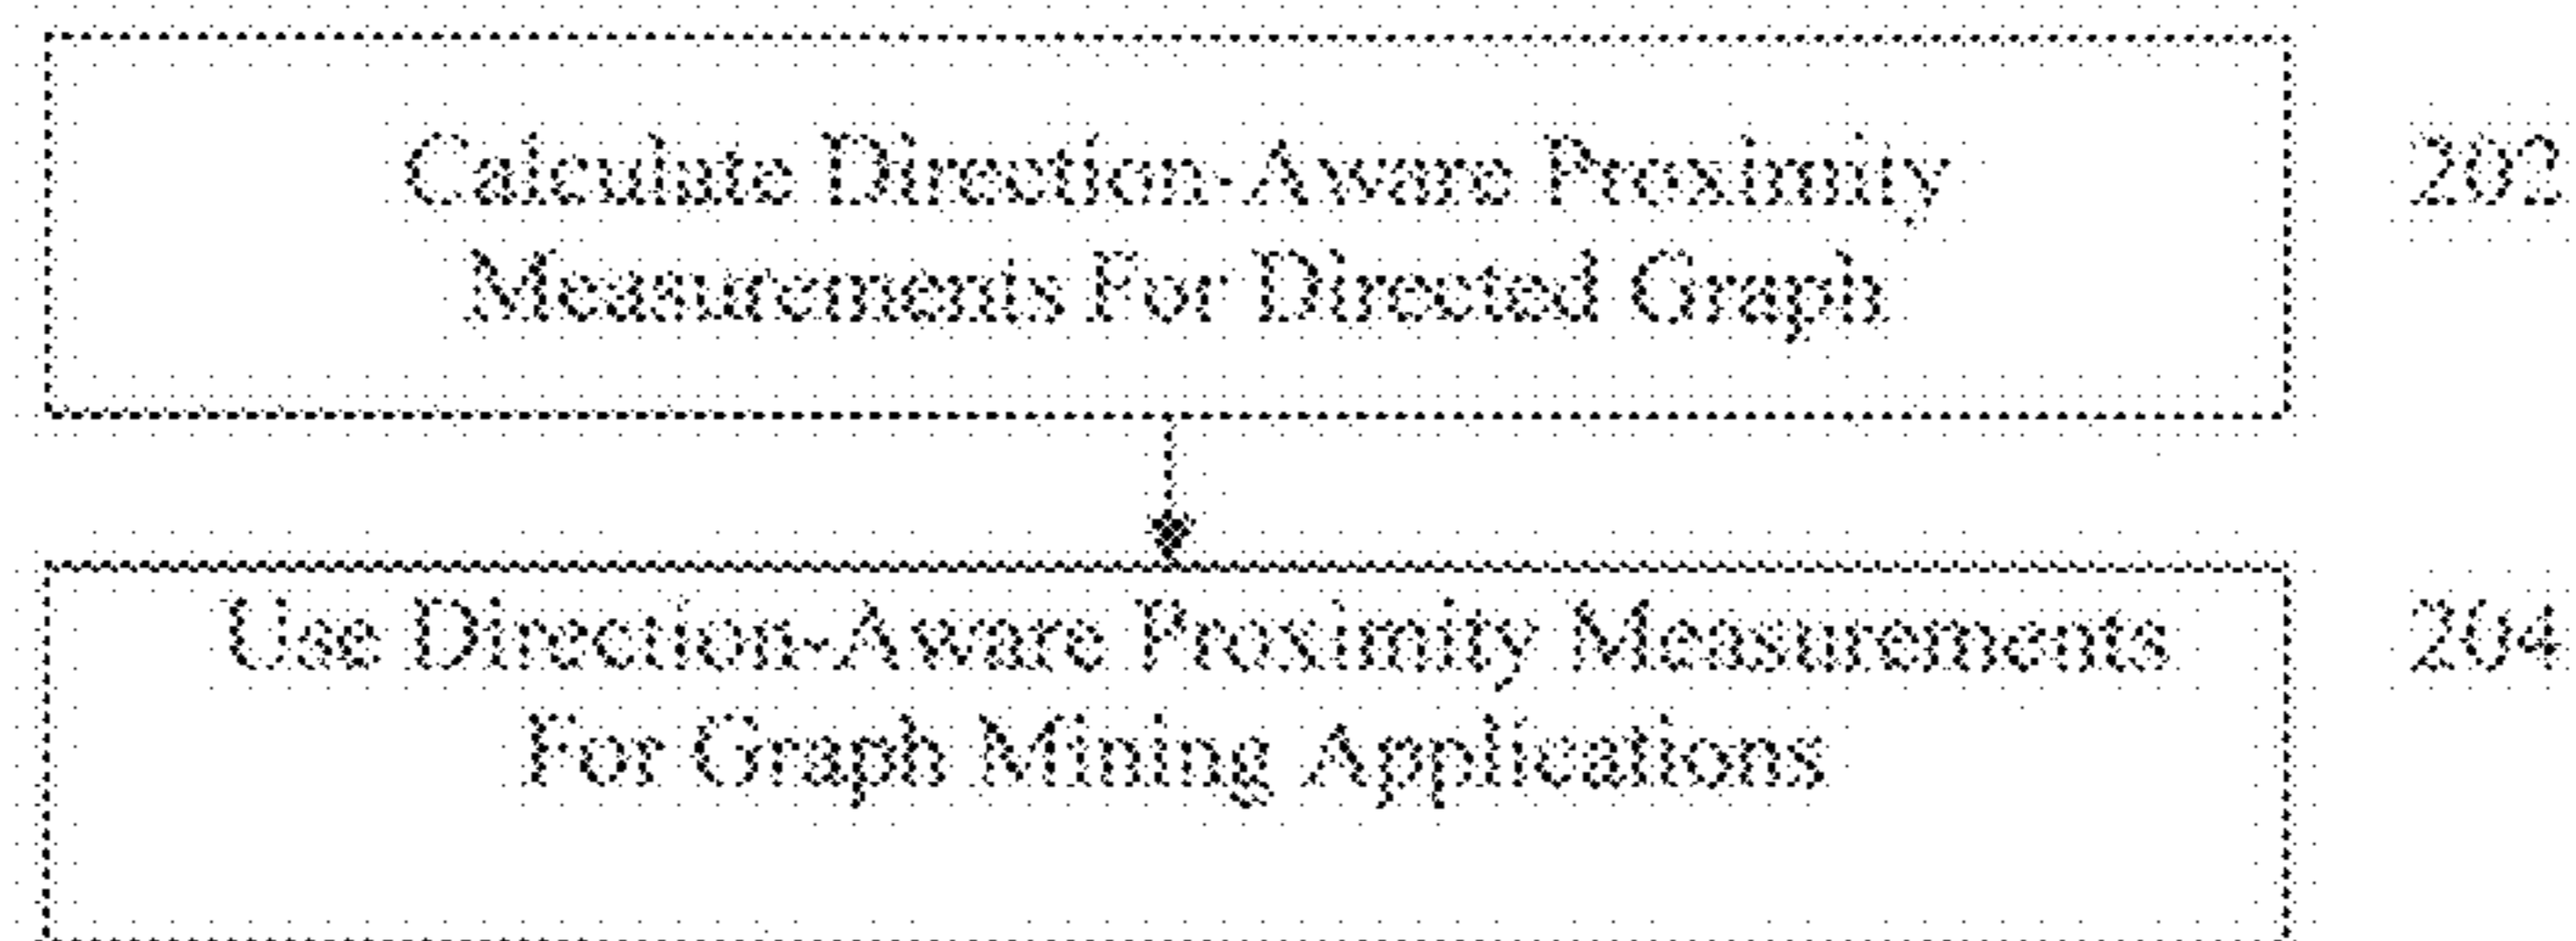 Calculate Direction-Aware Proximity
Measurements For Directed Graph
202
Use Direction-Aware Proximity Measurements
For Graph Mining Applications
204